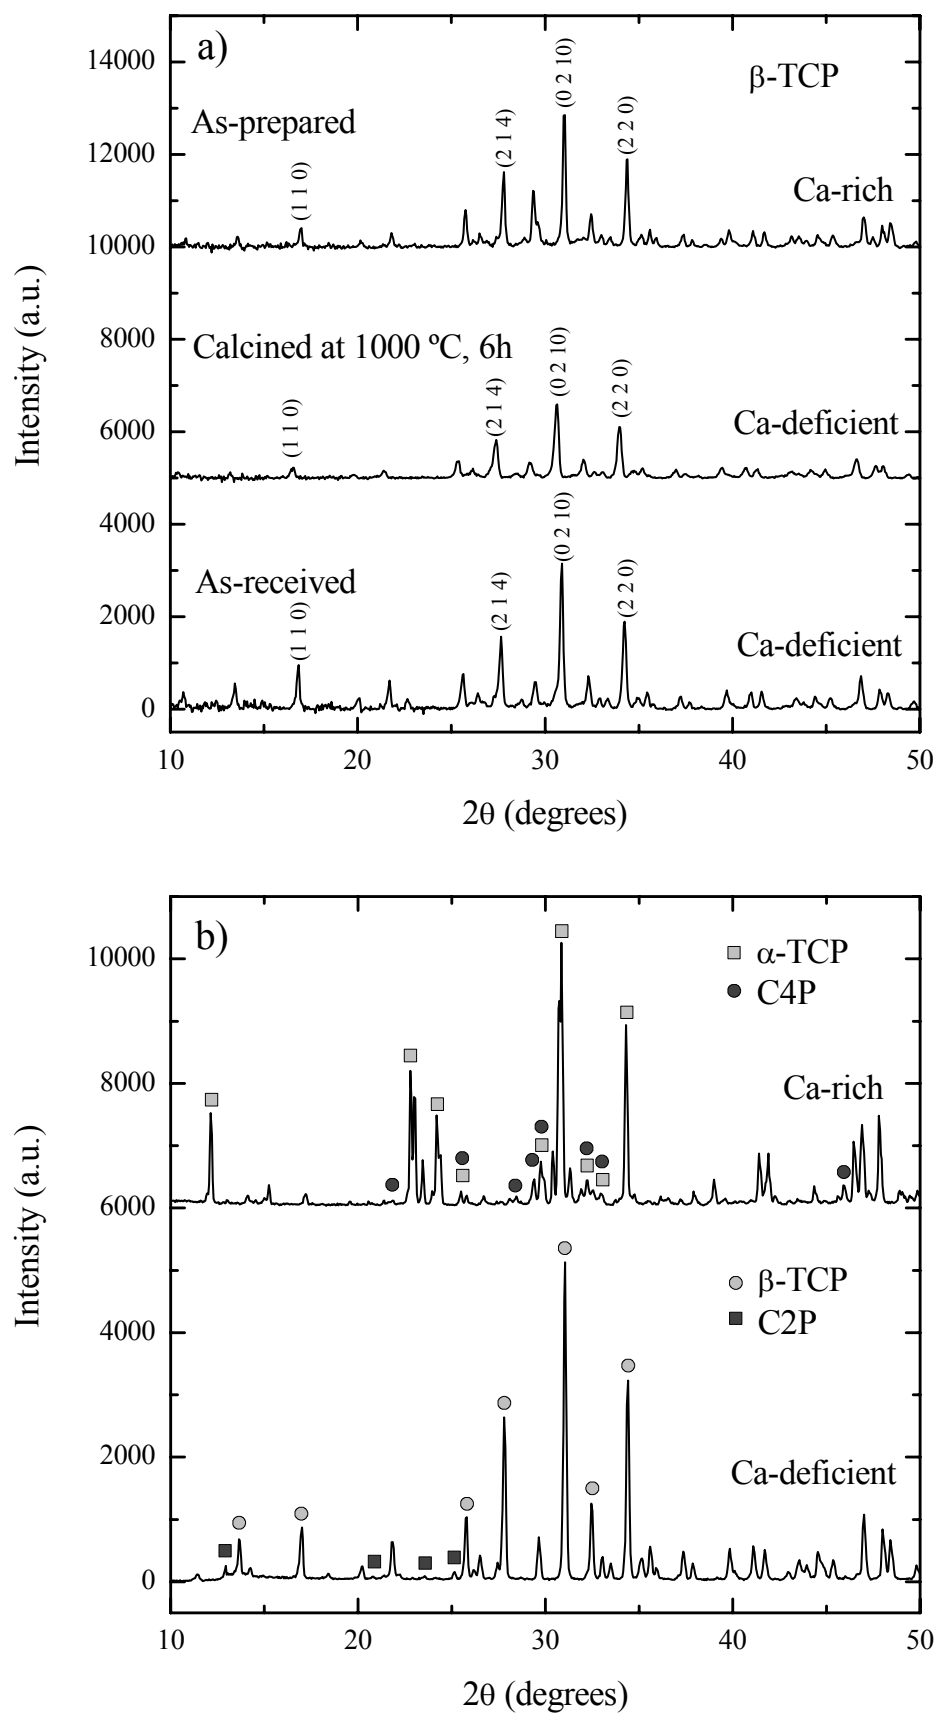 a)
β-TCP
14000
12000
10000
8000
6000
4000
2000
0
Intensity (a.u.)
As-prepared
(1 1 0)
(2 1 4)
(0 2 10)
(2 2 0)
Ca-rich
Calcined at 1000 ºC, 6h
(1 1 0)
(2 1 4)
(0 2 10)
(2 2 0)
Ca-deficient
As-received
(1 1 0)
(2 1 4)
(0 2 10)
(2 2 0)
Ca-deficient
10 20 30 40 50
2θ (degrees)
b)
α-TCP
C4P
Ca-rich
β-TCP
C2P
Ca-deficient
10000
8000
6000
4000
2000
0
Intensity (a.u.)
10 20 30 40 50
2θ (degrees)